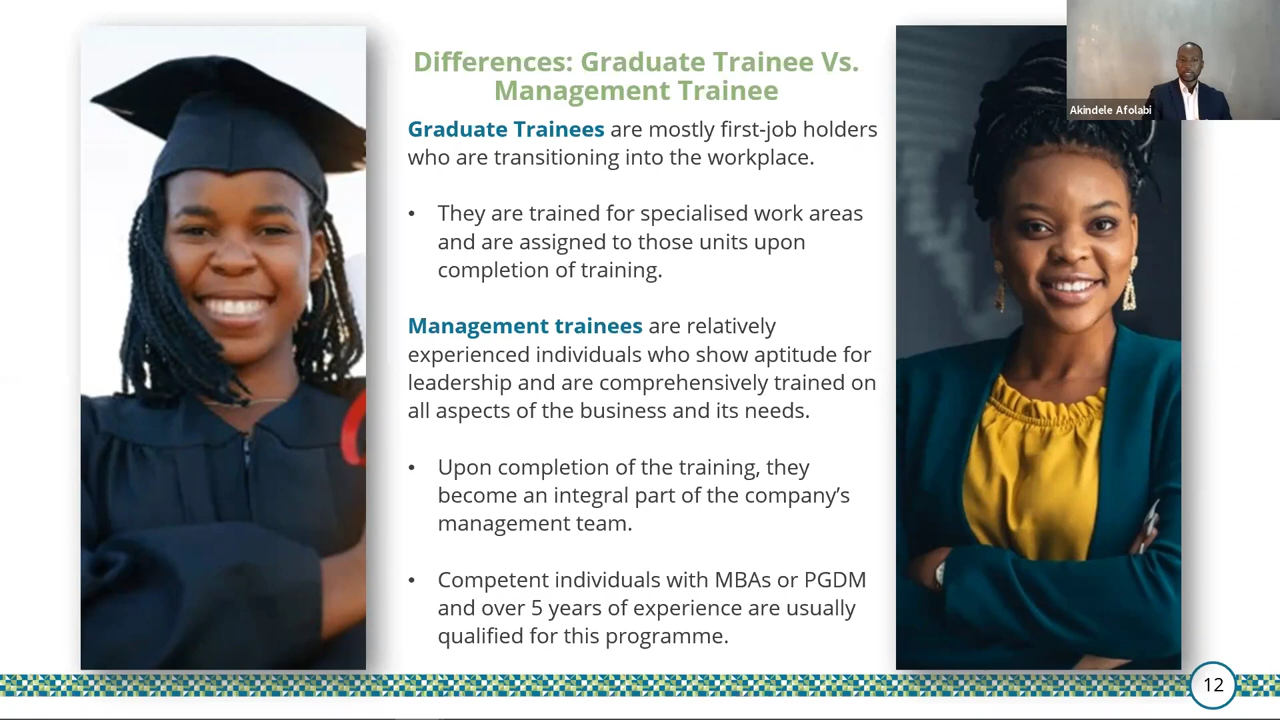 Differences: Graduate Trainee Vs.
Management Trainee
Graduate Trainees are mostly first-job holders
who are transitioning into the workplace.
• They are trained for specialised work areas
and are assigned to those units upon
completion of training.
Management trainees are relatively
experienced individuals who show aptitude for
leadership and are comprehensively trained on
all aspects of the business and its needs.
• Upon completion of the training, they
become an integral part of the company’s
management team.
• Competent individuals with MBAs or PGDM
and over 5 years of experience are usually
qualified for this programme.
Akindele Afolabi
12